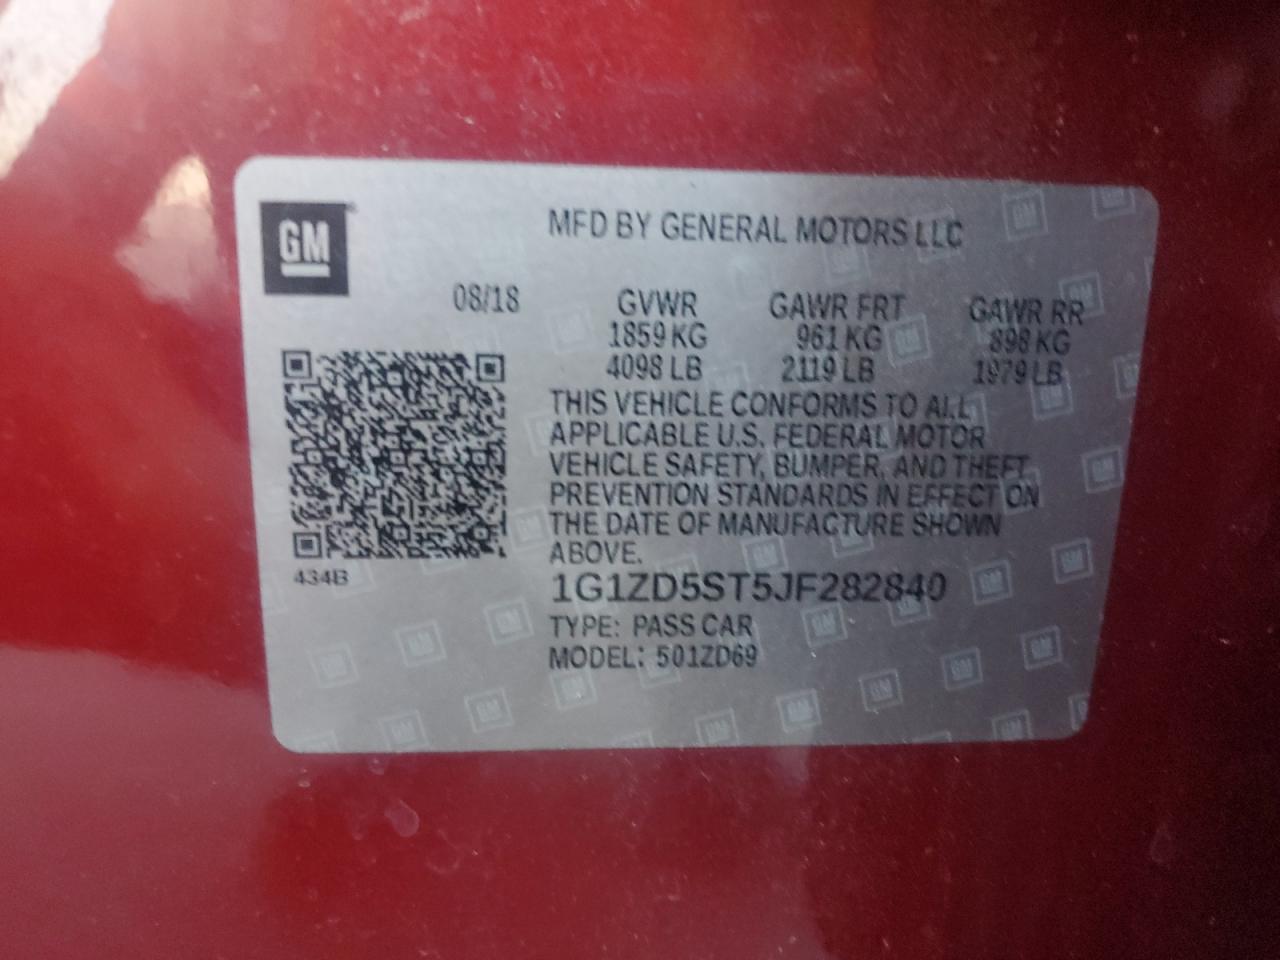 GM
MFD BY GENERAL MOTORS LLC
08/18 GVWR GAWR FRT GAWR RR
1859 KG 961 KG 898 KG
4098 LB 2119 LB 1979 LB
THIS VEHICLE CONFORMS TO ALL
APPLICABLE U.S. FEDERAL MOTOR
VEHICLE SAFETY, BUMPER, AND THEFT
PREVENTION STANDARDS IN EFFECT ON
THE DATE OF MANUFACTURE SHOWN
ABOVE.
434B
1G1ZD5ST5JF282840
TYPE: PASS CAR
MODEL: 501ZD69